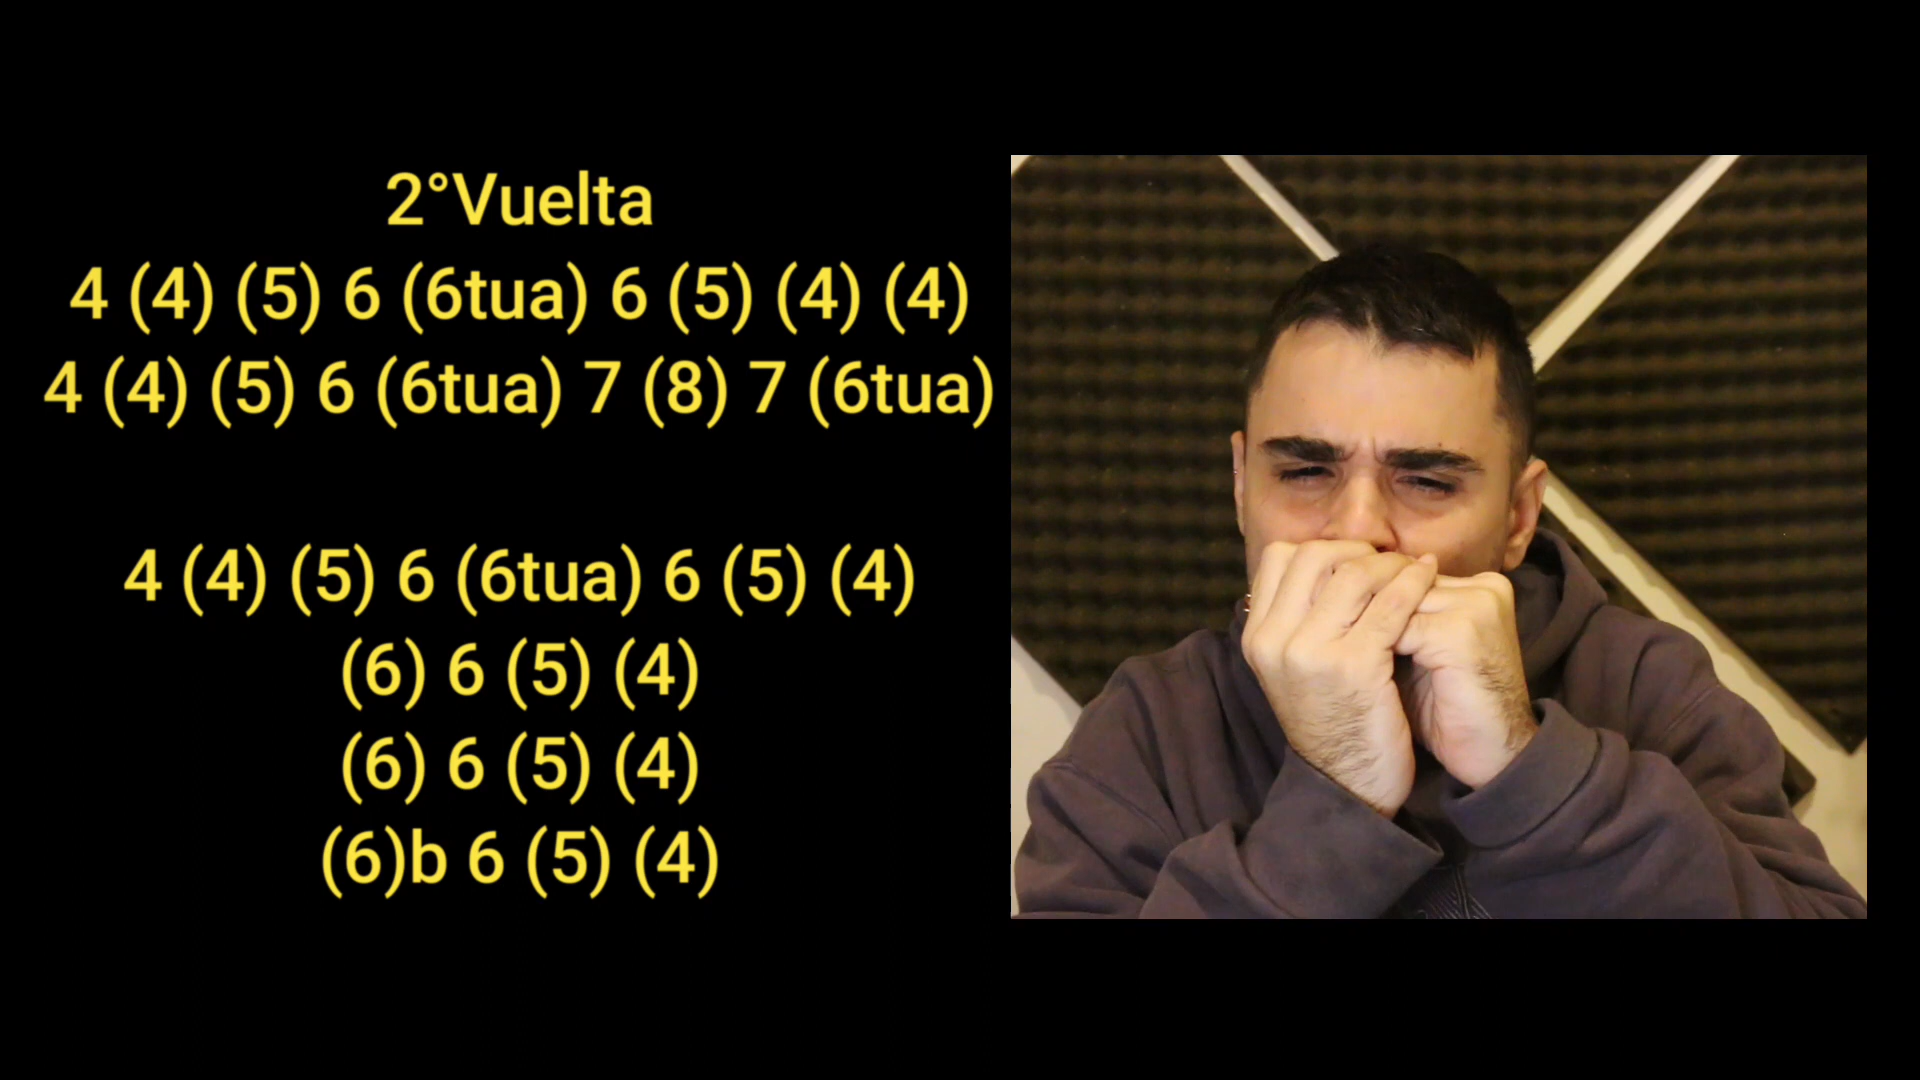 2°Vuelta
4 (4) (5) 6 (6tua) 6 (5) (4) (4)
4 (4) (5) 6 (6tua) 7 (8) 7 (6tua)
4 (4) (5) 6 (6tua) 6 (5) (4)
(6) 6 (5) (4)
(6) 6 (5) (4)
(6)b 6 (5) (4)